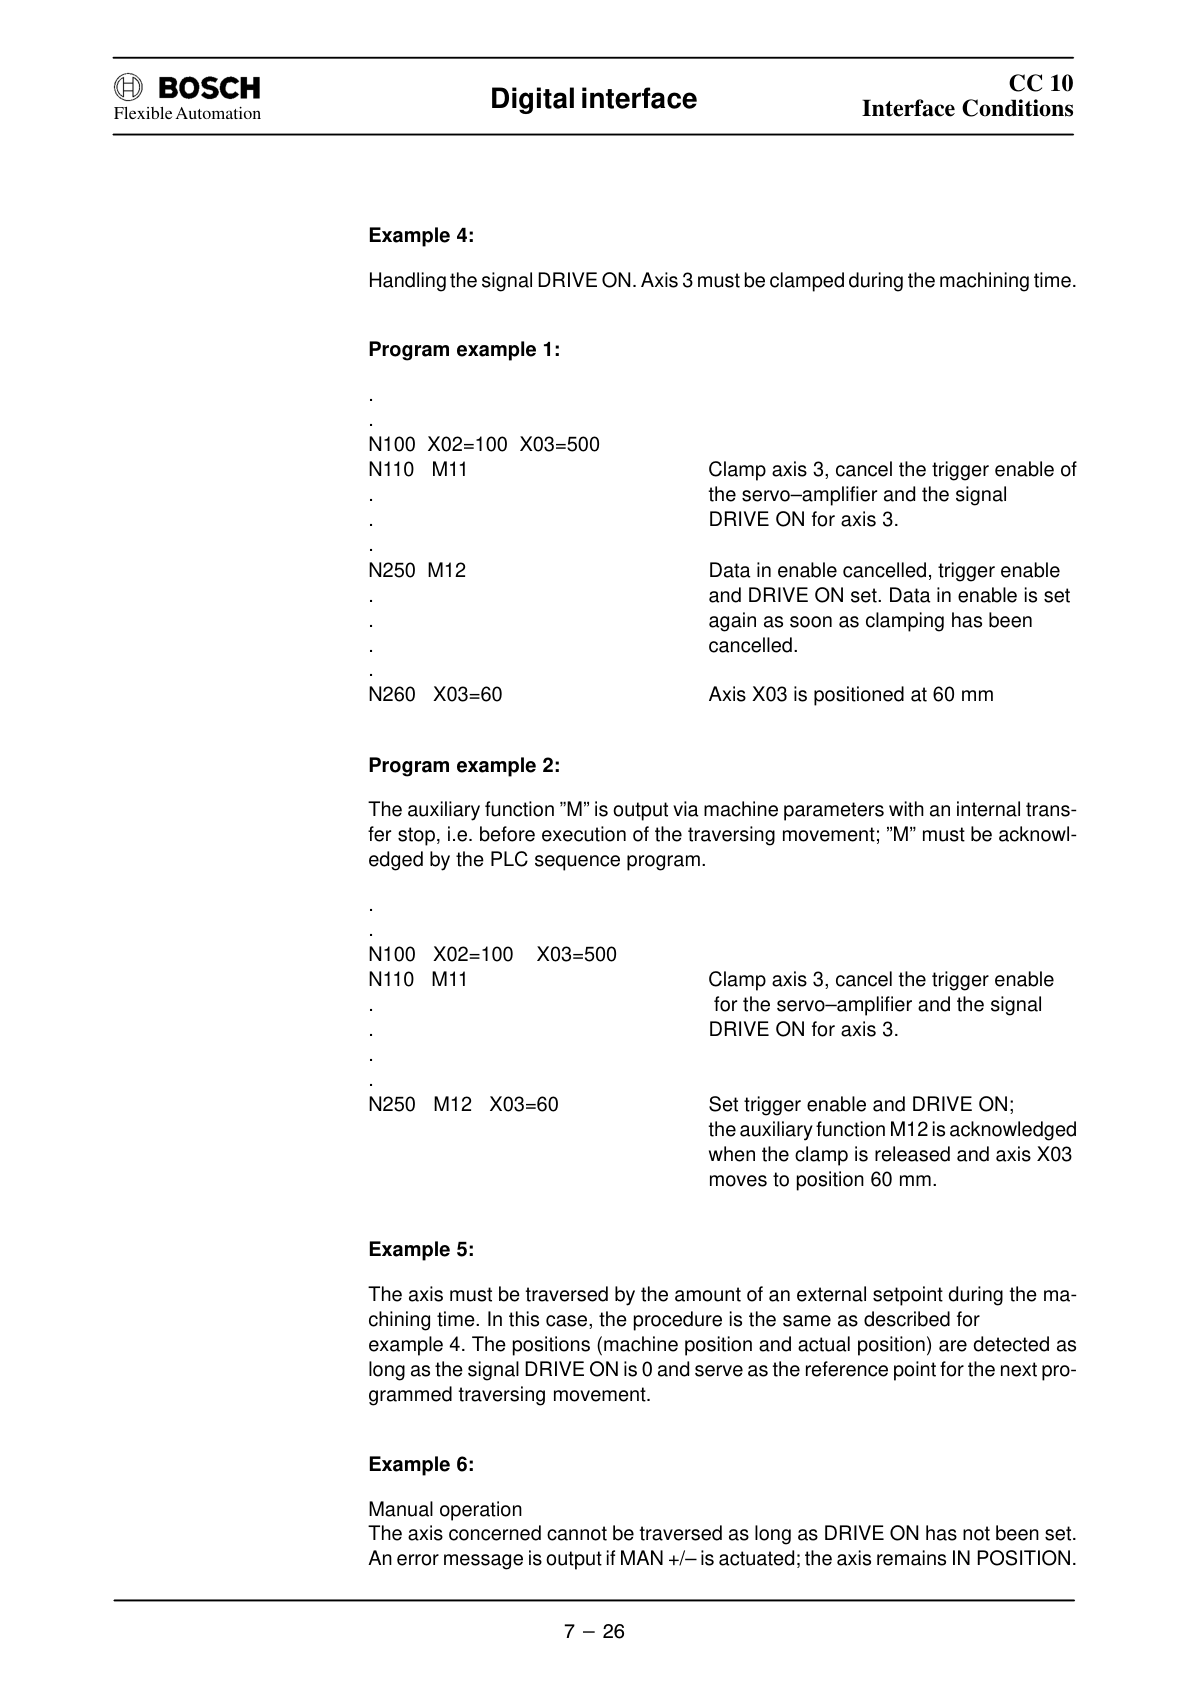 BOSCH
Flexible Automation
Digital interface
CC 10
Interface Conditions
Example 4:
Handling the signal DRIVE ON. Axis 3 must be clamped during the machining time.
Program example 1:
.
.
N100 X02=100 X03=500
N110 M11 Clamp axis 3, cancel the trigger enable of
. the servo–amplifier and the signal
. DRIVE ON for axis 3.
.
N250 M12 Data in enable cancelled, trigger enable
. and DRIVE ON set. Data in enable is set
. again as soon as clamping has been
. cancelled.
.
N260 X03=60 Axis X03 is positioned at 60 mm
Program example 2:
The auxiliary function ”M” is output via machine parameters with an internal trans-
fer stop, i.e. before execution of the traversing movement; ”M” must be acknowl-
edged by the PLC sequence program.
.
.
N100 X02=100 X03=500
N110 M11 Clamp axis 3, cancel the trigger enable
. for the servo–amplifier and the signal
. DRIVE ON for axis 3.
.
.
N250 M12 X03=60 Set trigger enable and DRIVE ON;
the auxiliary function M12 is acknowledged
when the clamp is released and axis X03
moves to position 60 mm.
Example 5:
The axis must be traversed by the amount of an external setpoint during the ma-
chining time. In this case, the procedure is the same as described for
example 4. The positions (machine position and actual position) are detected as
long as the signal DRIVE ON is 0 and serve as the reference point for the next pro-
grammed traversing movement.
Example 6:
Manual operation
The axis concerned cannot be traversed as long as DRIVE ON has not been set.
An error message is output if MAN +/– is actuated; the axis remains IN POSITION.
7 – 26